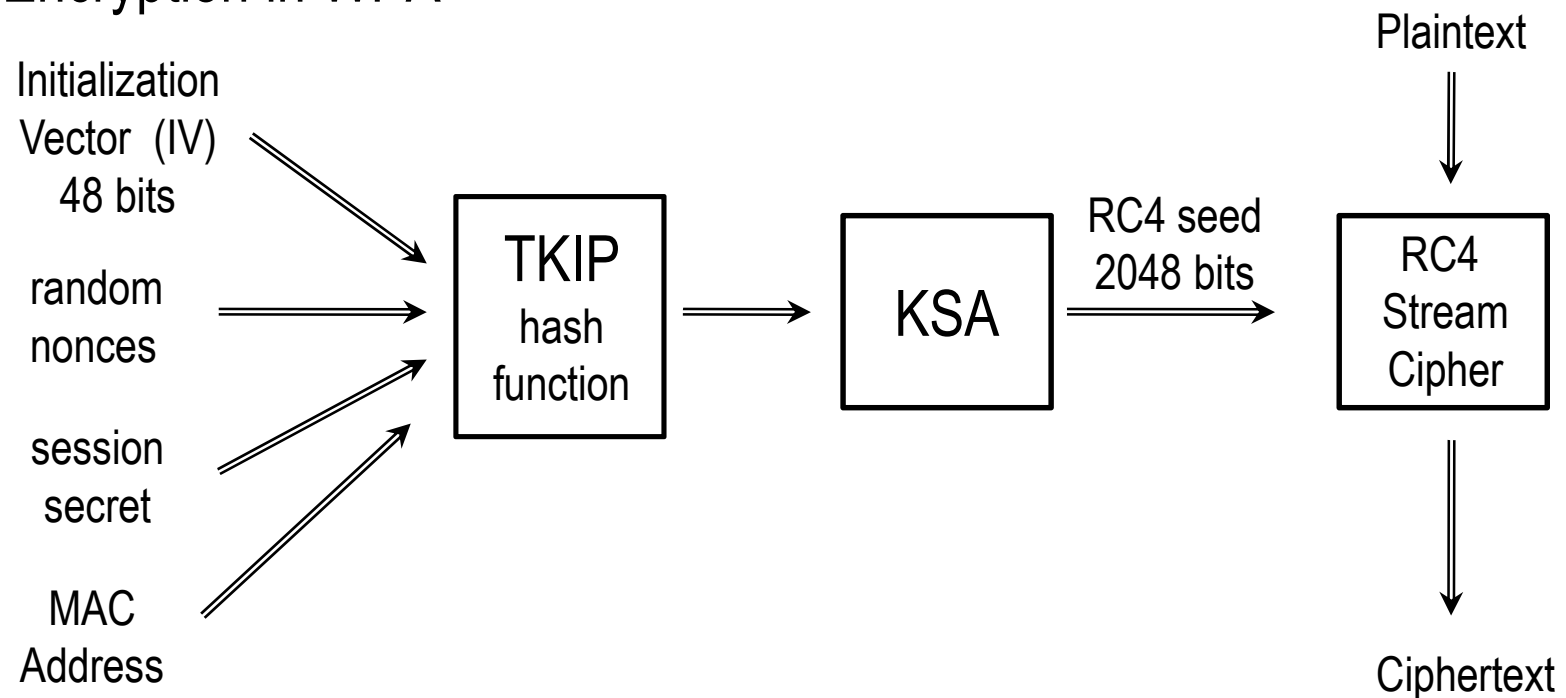 Initialization
Vector (IV)
48 bits
random
nonces
session
secret
MAC
Address
TKIP
hash
function
KSA
RC4 seed
2048 bits
Plaintext
RC4
Stream
Cipher
Ciphertext